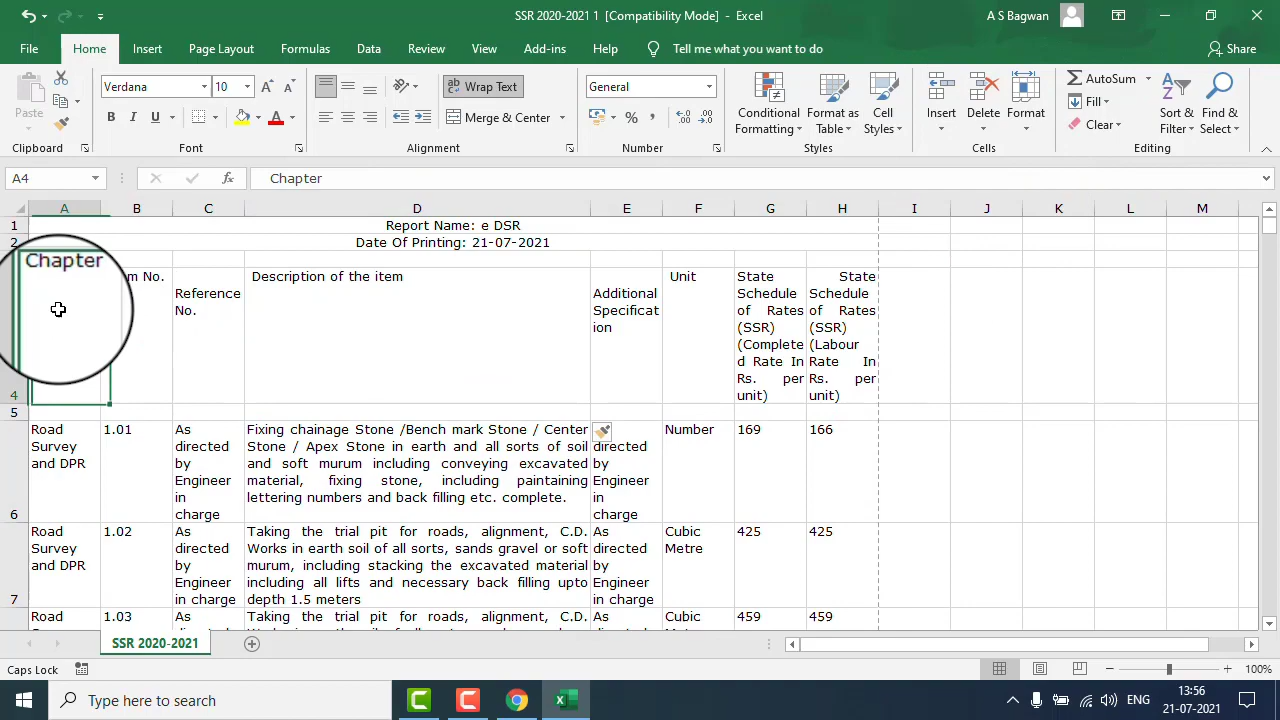 SSR 2020-2021 1 [Compatibility Mode] - Excel
A S Bagwan
File Home Insert Page Layout Formulas Data Review View Add-ins Help Tell me what you want to do Share
Paste
Clipboard
Verdana 10
B I U
Font
Wrap Text
Merge & Center
Alignment
General
% ,
Number
Conditional Formatting
Format as Table
Cell Styles
Styles
Insert
Delete
Format
Cells
AutoSum
Fill
Clear
Sort & Filter
Find & Select
Editing
A4
fx
Chapter
A B C D E F G H I J K L M
1
Report Name: e DSR
2
Date Of Printing: 21-07-2021
4
Chapter
m No.
Reference
No.
Description of the item
Additional
Specificat
ion
Unit
State
Schedule
of Rates
(SSR)
(Complete
d Rate In
Rs. per
unit)
State
Schedule
of Rates
(SSR)
(Labour
Rate In
Rs. per
unit)
5
6
Road
Survey
and DPR
1.01
As
directed
by
Engineer
in
charge
Fixing chainage Stone /Bench mark Stone / Center
Stone / Apex Stone in earth and all sorts of soil
and soft murum including conveying excavated
material, fixing stone, including paintaining
lettering numbers and back filling etc. complete.
directed
by
Engineer
in
charge
Number
169
166
7
Road
Survey
and DPR
1.02
As
directed
by
Engineer
in charge
Taking the trial pit for roads, alignment, C.D.
Works in earth soil of all sorts, sands gravel or soft
murum, including stacking the excavated material
including all lifts and necessary back filling upto
depth 1.5 meters
As
directed
by
Engineer
in charge
Cubic
Metre
425
425
Road
1.03
As
Taking the trial pit for roads, alignment, C.D.
As
Cubic
459
459
SSR 2020-2021
Caps Lock
100%
Type here to search
ENG
13:56
21-07-2021